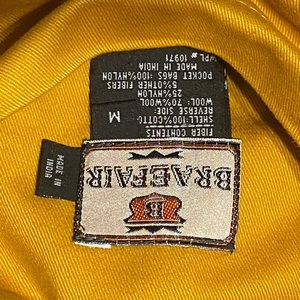 BRAEFAIR
B
MADE IN
INDIA
M
FIBER CONTENTS
SHELL:100%COTTO
REVERSE SIDE:
WOOL: 70%WOOL
25%NYLON
5%OTHER FIBERS
POCKET BAGS:100%NYLON
MADE IN INDIA
WPL# 10971